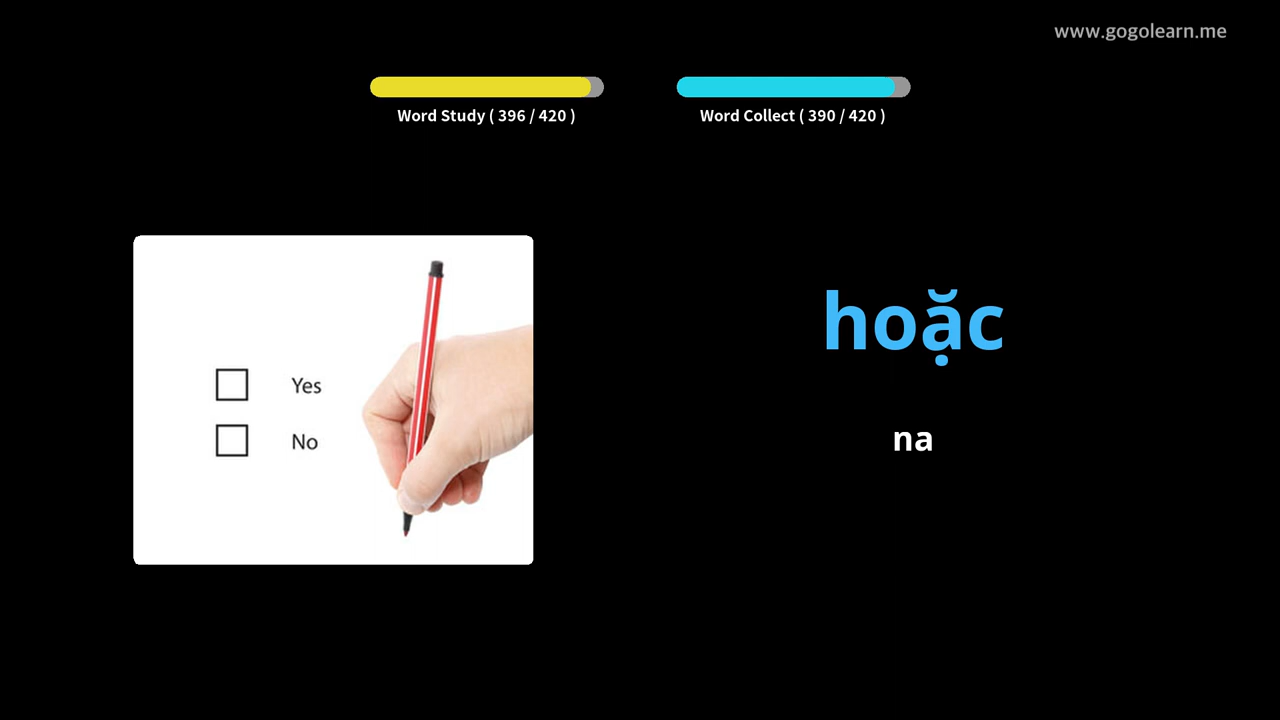 www.gogolearn.me
Word Study ( 396 / 420 )
Word Collect ( 390 / 420 )
Yes
No
hoặc
na